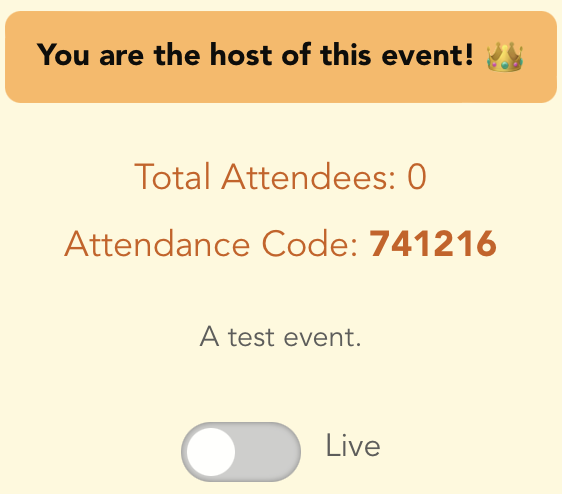 You are the host of this event! 👑
Total Attendees: 0
Attendance Code: 741216
A test event.
Live